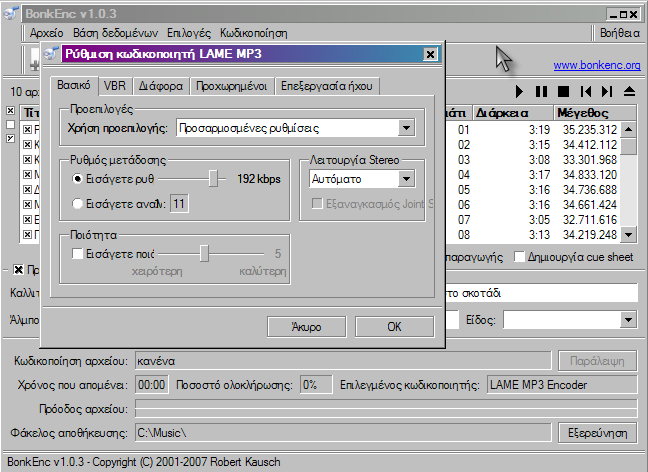 BonkEnc v1.0.3
Αρχείο Βάση δεδομένων Επιλογές Κωδικοποίηση Βοήθεια
www.bonkenc.org
Ρύθμιση κωδικοποιητή LAME MP3
Βασικό VBR Διάφορα Προχωρημένοι Επεξεργασία ήχου
Προεπιλογές
Χρήση προεπιλογής: Προσαρμοσμένες ρυθμίσεις
Ρυθμός μετάδοσης
Εισάγετε ρυθ 192 kbps
Εισάγετε αναλ: 11
Λειτουργία Stereo
Αυτόματο
Εξαναγκασμός Joint S
Ποιότητα
Εισάγετε ποιό 5
χειρότερη καλύτερη
Άκυρο OK
10 αρχ
Τίτ μάτι Διάρκεια Μέγεθος
01 3:19 35.235.312
02 3:15 34.412.112
03 3:08 33.301.968
04 3:17 34.833.120
05 3:16 34.736.688
06 3:16 34.661.424
07 3:05 32.711.616
08 3:13 34.219.248
παραγωγής Δημιουργία cue sheet
Πρ
Καλλιτ το σκοτάδι
Άλμπο Είδος:
Κωδικοποίηση αρχείου: κανένα Παράλειψη
Χρόνος που απομένει: 00:00 Ποσοστό ολοκλήρωσης: 0% Επιλεγμένος κωδικοποιητής: LAME MP3 Encoder
Πρόοδος αρχείου:
Φάκελος αποθήκευσης: C:\Music\ Εξερεύνηση
BonkEnc v1.0.3 - Copyright (C) 2001-2007 Robert Kausch